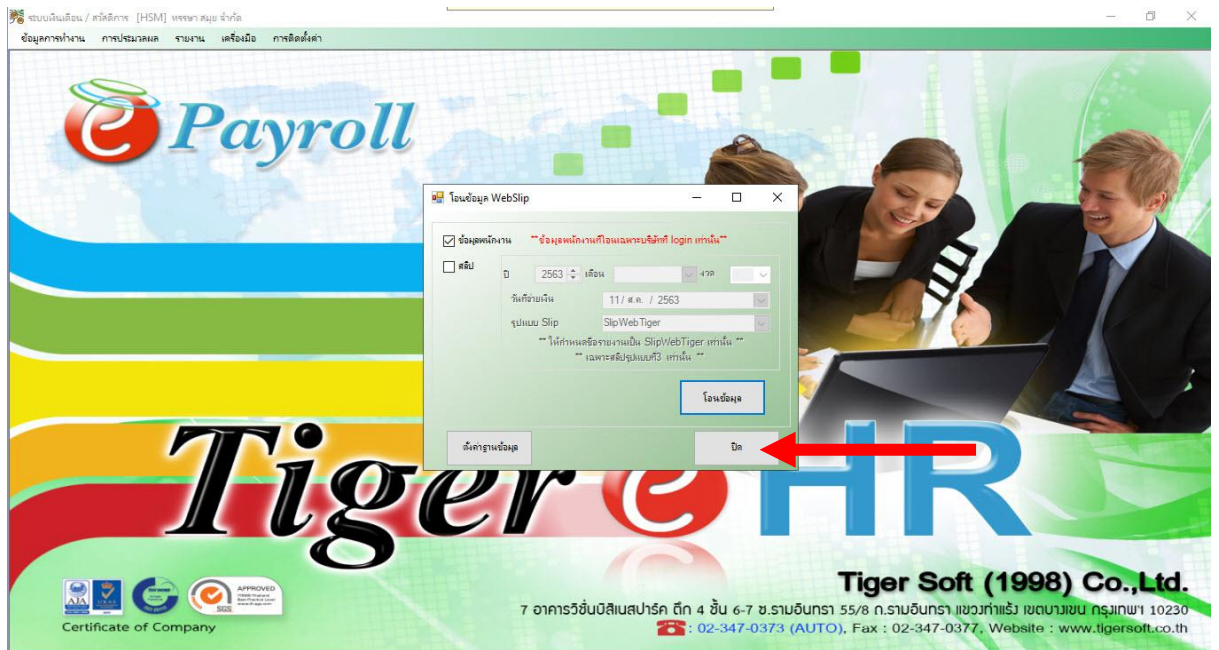 ระบบเงินเดือน / สวัสดิการ [HSM] หรรษา สมุย จำกัด
ข้อมูลการทำงาน การประมวลผล รายงาน เครื่องมือ การติดตั้งค่า
e Payroll
โอนข้อมูล WebSlip
ข้อมูลพนักงาน **ข้อมูลพนักงานที่โอนเฉพาะบริษัทที่ login เท่านั้น**
สลิป
ปี 2563 เดือน งวด
วันที่จ่ายเงิน 11/ ส.ค. / 2563
รูปแบบ Slip SlipWebTiger
** ให้กำหนดชื่อรายงานเป็น SlipWebTiger เท่านั้น **
** เฉพาะสลิปรูปแบบที่3 เท่านั้น **
โอนข้อมูล
ตั้งค่าฐานข้อมูล ปิด
Tiger e HR
AJA UKAS SGS APPROVED
Certificate of Company
Tiger Soft (1998) Co.,Ltd.
7 อาคารวิชั่นบิสิเนสปาร์ค ตึก 4 ชั้น 6-7 ซ.รามอินทรา 55/8 ถ.รามอินทรา แขวงท่าแร้ง เขตบางเขน กรุงเทพฯ 10230
: 02-347-0373 (AUTO), Fax : 02-347-0377, Website : www.tigersoft.co.th